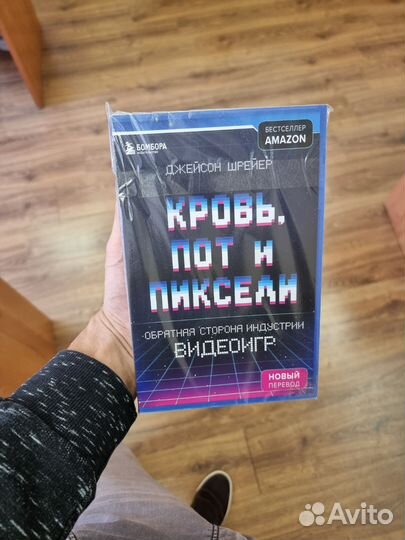 БОМБОРА
БЕСТСЕЛЛЕР
AMAZON
ДЖЕЙСОН ШРЕЙЕР
КРОВЬ,
ПОТ И
ПИКСЕЛИ
ОБРАТНАЯ СТОРОНА ИНДУСТРИИ
ВИДЕОИГР
НОВЫЙ
ПЕРЕВОД
Avito